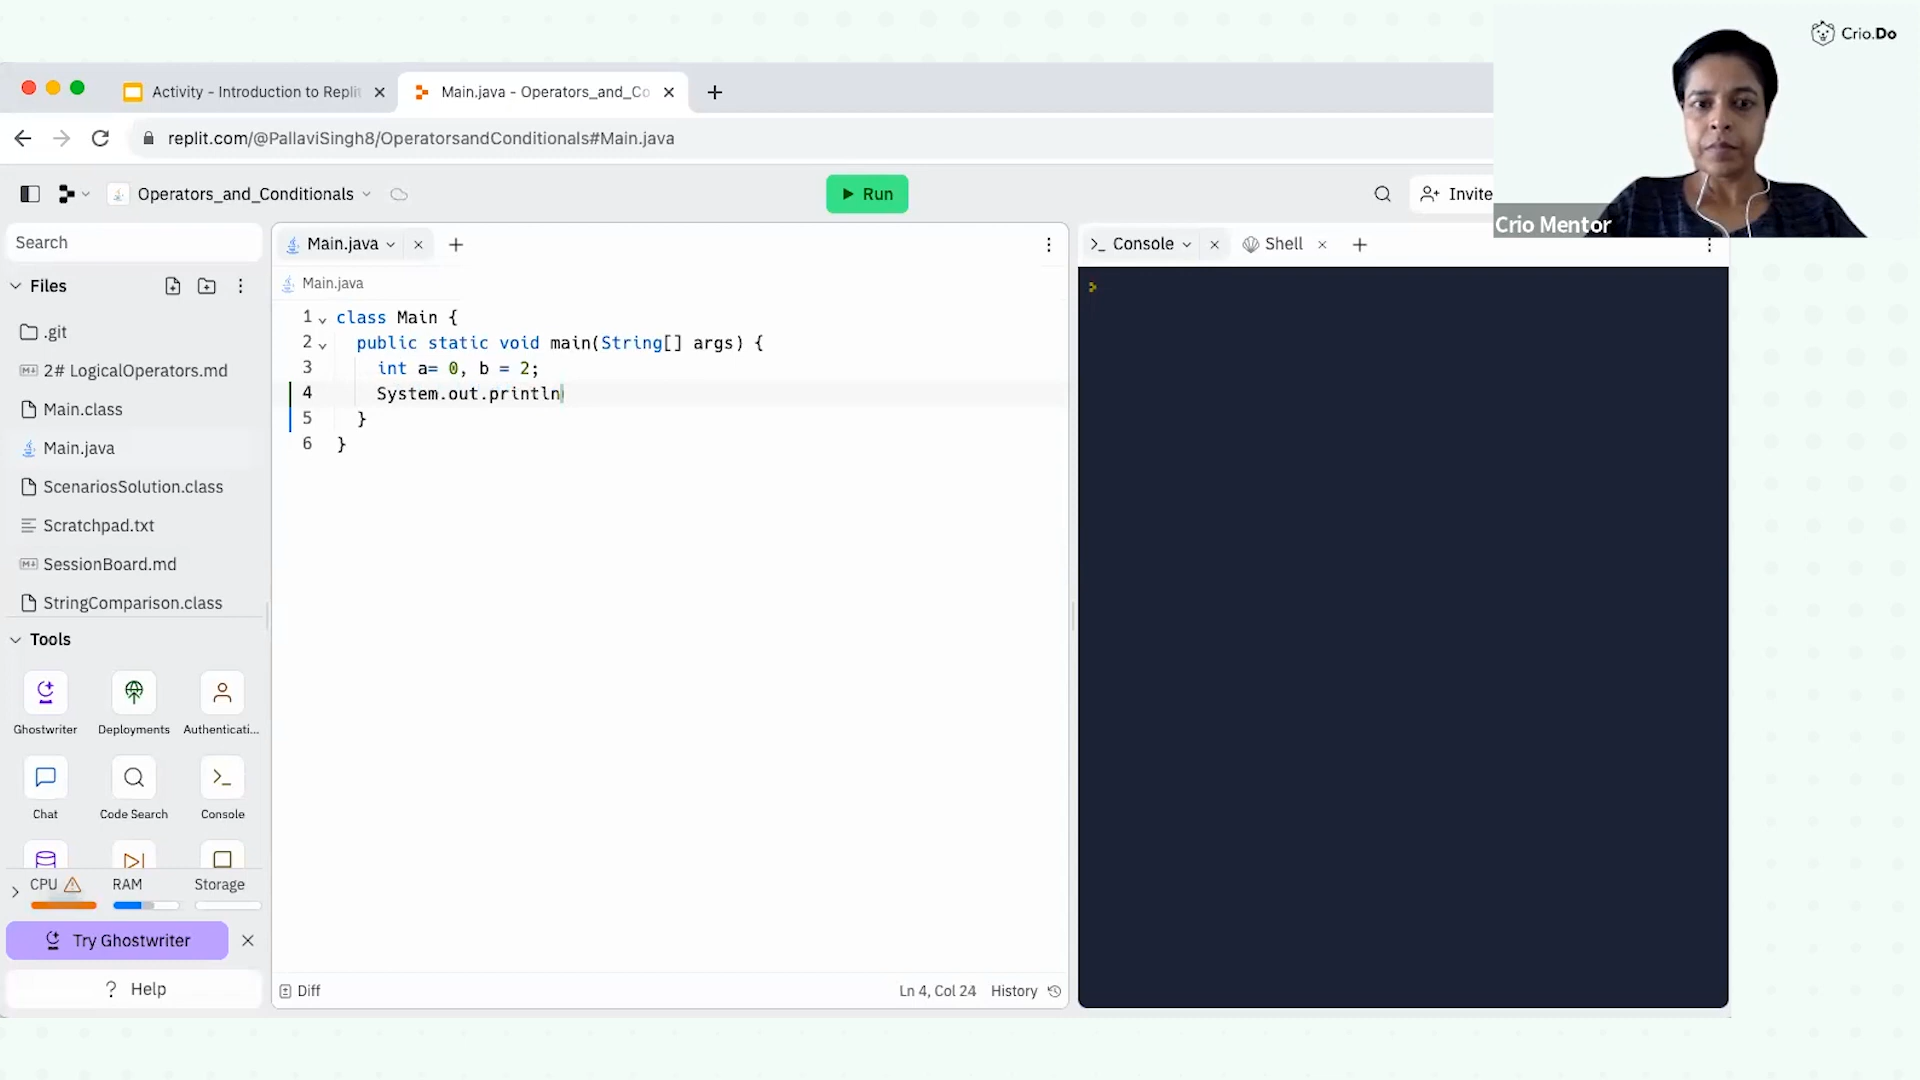 Crio.Do
Activity - Introduction to Repli
Main.java - Operators_and_Co
replit.com/@PallaviSingh8/OperatorsandConditionals#Main.java
Operators_and_Conditionals
Run
Invite
Crio Mentor
Search
Main.java
Console
Shell
Files
Main.java
.git
2# LogicalOperators.md
Main.class
Main.java
ScenariosSolution.class
Scratchpad.txt
SessionBoard.md
StringComparison.class
1 class Main {
2 public static void main(String[] args) {
3 int a= 0, b = 2;
4 System.out.println
5 }
6 }
Tools
Ghostwriter
Deployments
Authenticati...
Chat
Code Search
Console
CPU
RAM
Storage
Try Ghostwriter
? Help
Diff
Ln 4, Col 24
History